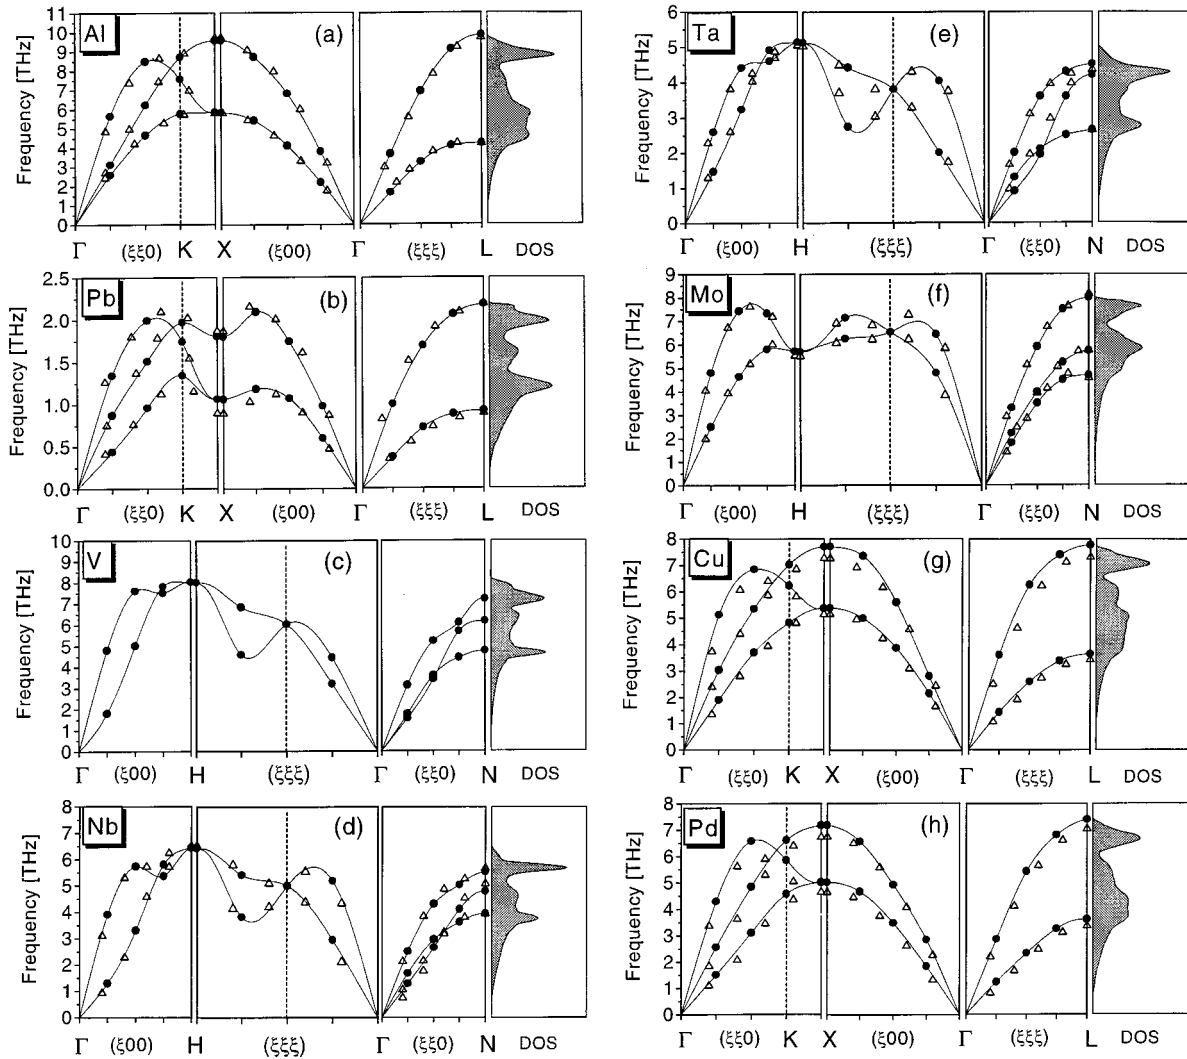 Al
(a)
Frequency [THz]
10
9
8
7
6
5
4
3
2
1
0
Γ (ξξ0) K X (ξ00) Γ (ξξξ) L DOS
Pb
(b)
Frequency [THz]
2.5
2.0
1.5
1.0
0.5
0.0
Γ (ξξ0) K X (ξ00) Γ (ξξξ) L DOS
V
(c)
Frequency [THz]
10
9
8
7
6
5
4
3
2
1
0
Γ (ξ00) H (ξξξ) Γ (ξξ0) N DOS
Nb
(d)
Frequency [THz]
8
7
6
5
4
3
2
1
0
Γ (ξ00) H (ξξξ) Γ (ξξ0) N DOS
Ta
(e)
Frequency [THz]
6
5
4
3
2
1
0
Γ (ξ00) H (ξξξ) Γ (ξξ0) N DOS
Mo
(f)
Frequency [THz]
9
8
7
6
5
4
3
2
1
0
Γ (ξ00) H (ξξξ) Γ (ξξ0) N DOS
Cu
(g)
Frequency [THz]
8
7
6
5
4
3
2
1
0
Γ (ξξ0) K X (ξ00) Γ (ξξξ) L DOS
Pd
(h)
Frequency [THz]
8
7
6
5
4
3
2
1
0
Γ (ξξ0) K X (ξ00) Γ (ξξξ) L DOS